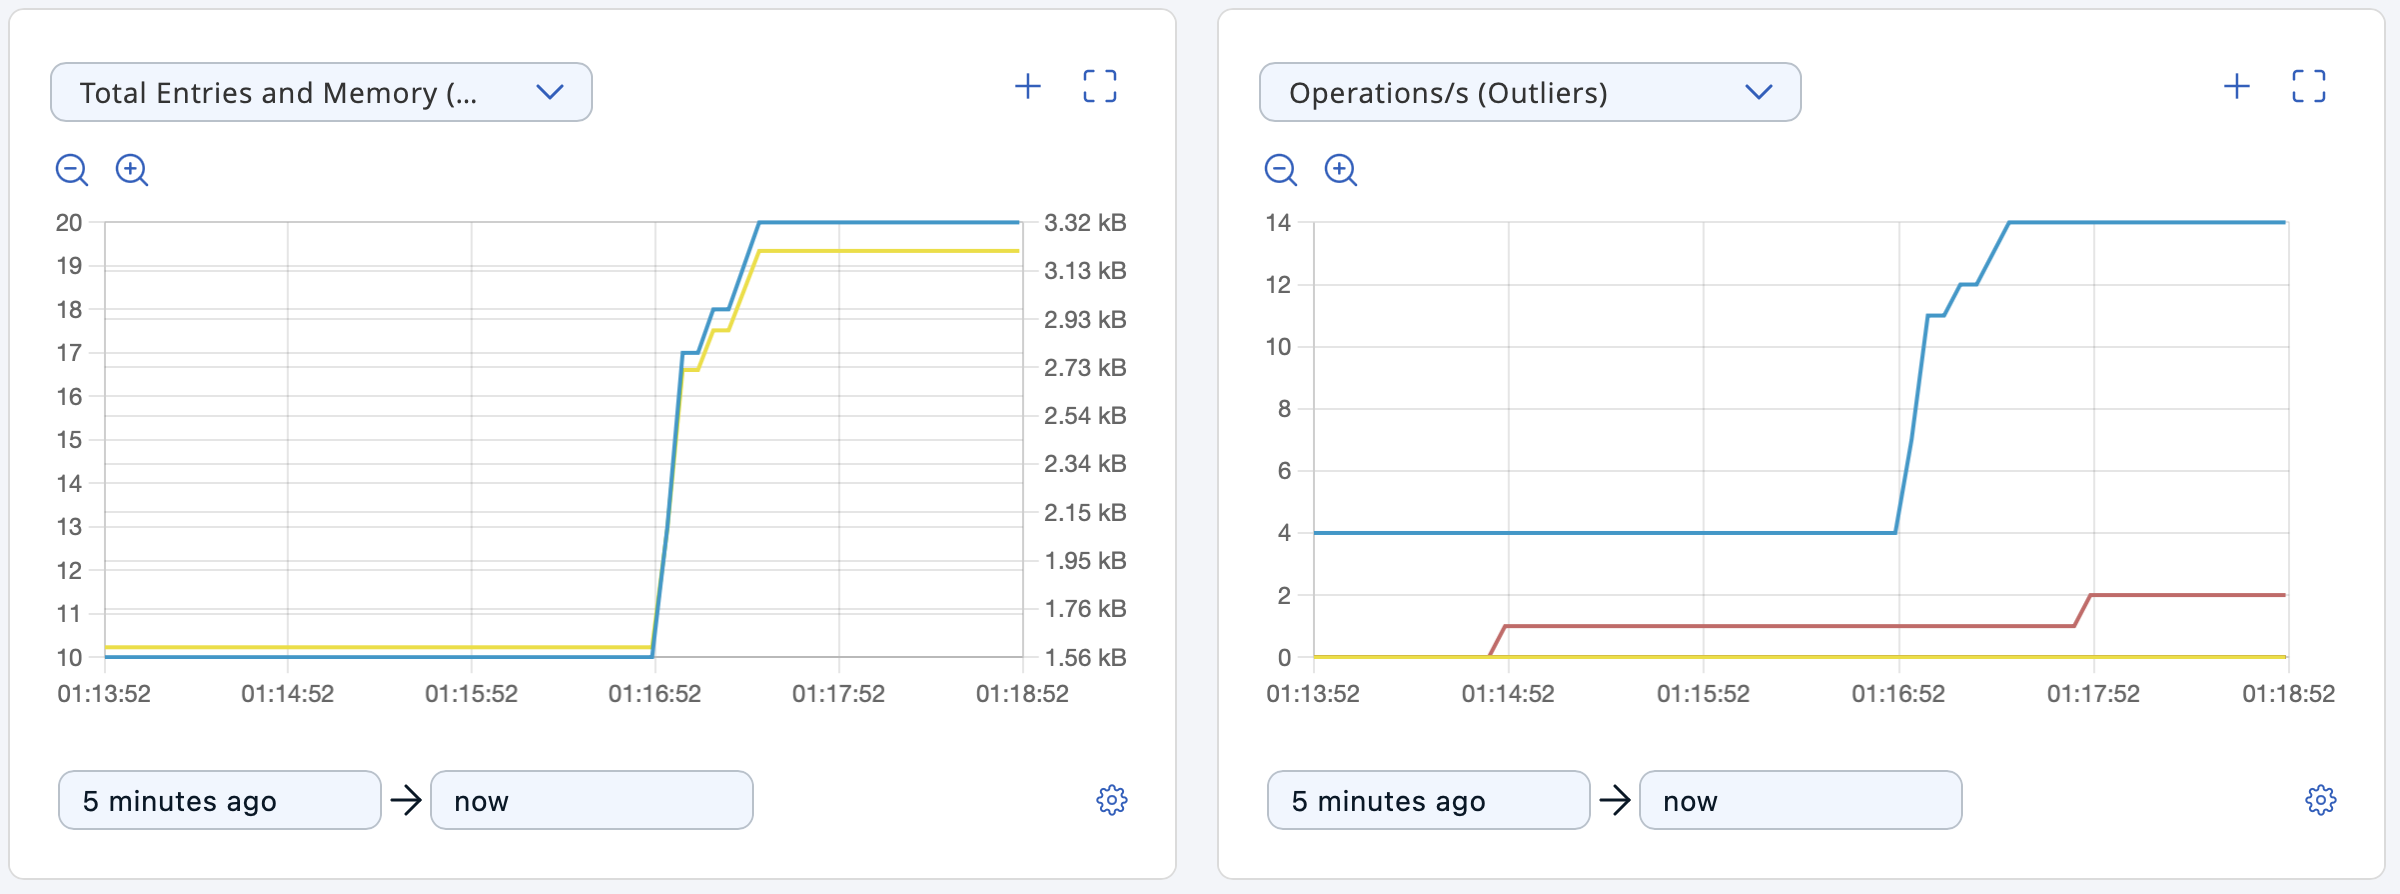 Total Entries and Memory (...
20
19
18
17
16
15
14
13
12
11
10
3.32 kB
3.13 kB
2.93 kB
2.73 kB
2.54 kB
2.34 kB
2.15 kB
1.95 kB
1.76 kB
1.56 kB
01:13:52 01:14:52 01:15:52 01:16:52 01:17:52 01:18:52
5 minutes ago → now
Operations/s (Outliers)
14
12
10
8
6
4
2
0
01:13:52 01:14:52 01:15:52 01:16:52 01:17:52 01:18:52
5 minutes ago → now